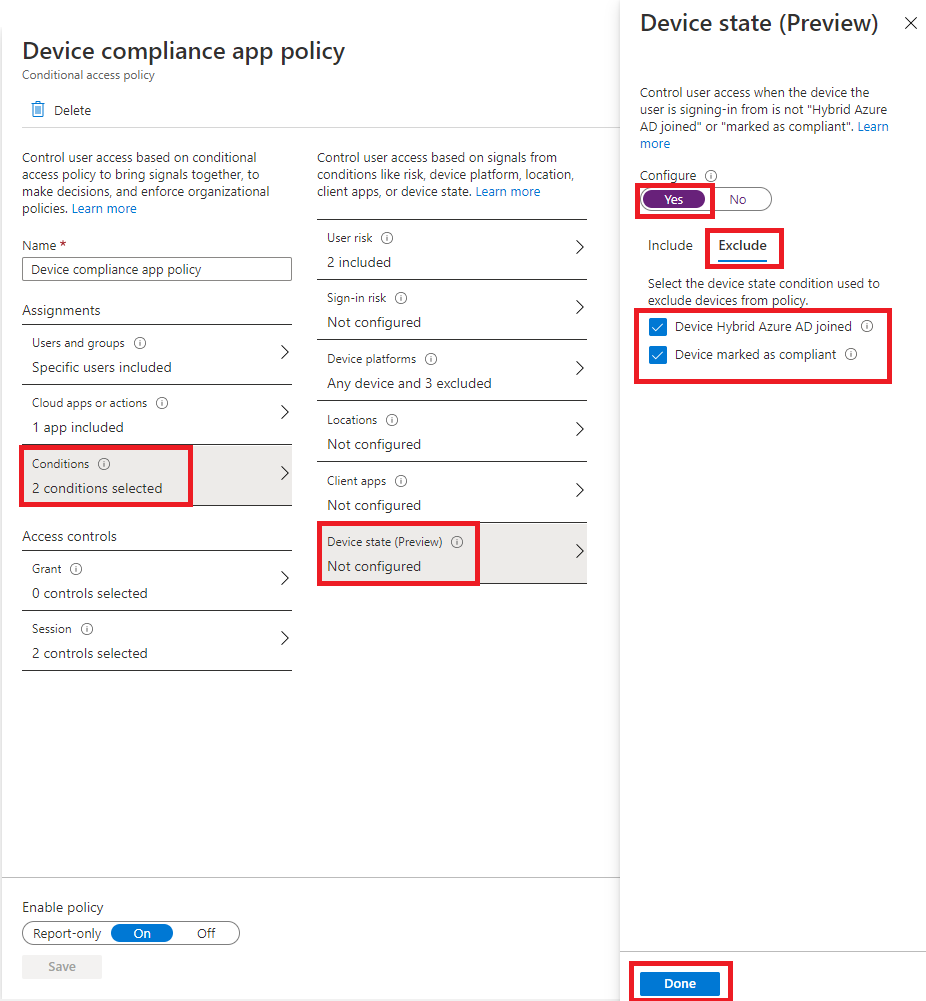 Device compliance app policy
Conditional access policy
Delete
Control user access based on conditional
access policy to bring signals together, to
make decisions, and enforce organizational
policies. Learn more
Name *
Device compliance app policy
Assignments
Users and groups
Specific users included
Cloud apps or actions
1 app included
Conditions
2 conditions selected
Access controls
Grant
0 controls selected
Session
2 controls selected
Enable policy
Report-only On Off
Save
Control user access based on signals from
conditions like risk, device platform, location,
client apps, or device state. Learn more
User risk
2 included
Sign-in risk
Not configured
Device platforms
Any device and 3 excluded
Locations
Not configured
Client apps
Not configured
Device state (Preview)
Not configured
Device state (Preview)
Control user access when the device the
user is signing-in from is not "Hybrid Azure
AD joined" or "marked as compliant". Learn
more
Configure
Yes No
Include Exclude
Select the device state condition used to
exclude devices from policy.
Device Hybrid Azure AD joined
Device marked as compliant
Done